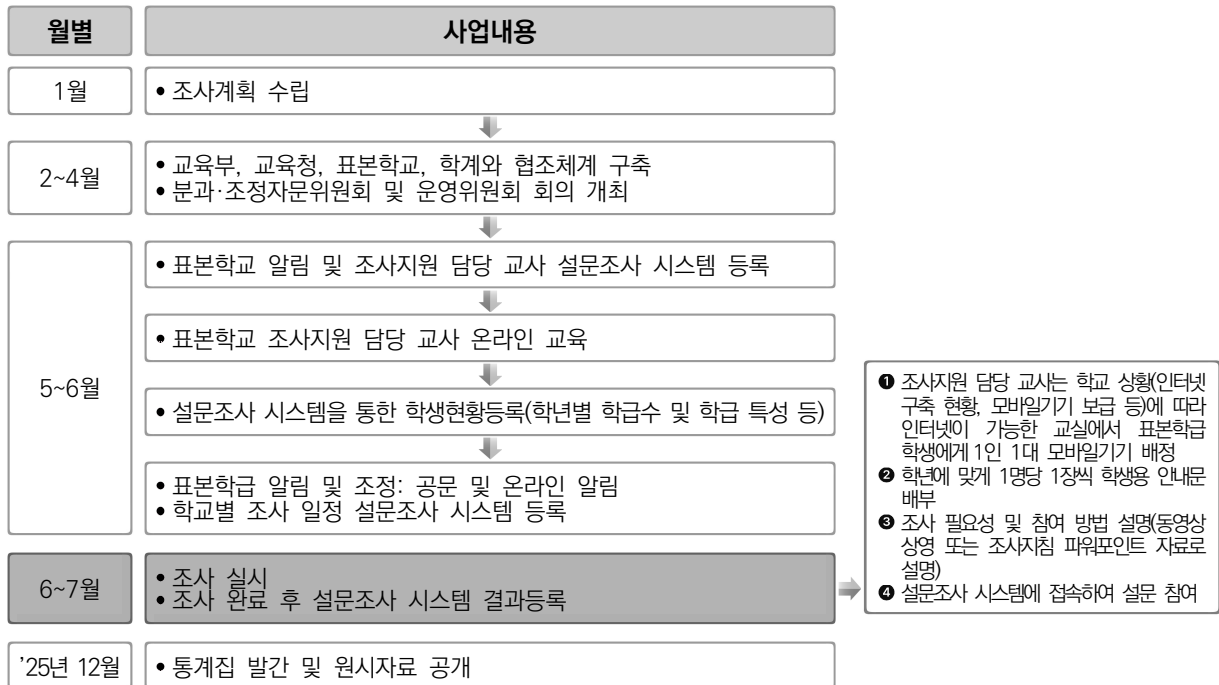 월별
사업내용
1월
• 조사계획 수립
2~4월
• 교육부, 교육청, 표본학교, 학계와 협조체계 구축
• 분과·조정자문위원회 및 운영위원회 회의 개최
5~6월
• 표본학교 알림 및 조사지원 담당 교사 설문조사 시스템 등록
• 표본학교 조사지원 담당 교사 온라인 교육
• 설문조사 시스템을 통한 학생현황등록(학년별 학급수 및 학급 특성 등)
• 표본학급 알림 및 조정: 공문 및 온라인 알림
• 학교별 조사 일정 설문조사 시스템 등록
6~7월
• 조사 실시
• 조사 완료 후 설문조사 시스템 결과등록
❶ 조사지원 담당 교사는 학교 상황(인터넷
구축 현황, 모바일기기 보급 등)에 따라
인터넷이 가능한 교실에서 표본학급
학생에게 1인 1대 모바일기기 배정
❷ 학년에 맞게 1명당 1장씩 학생용 안내문
배부
❸ 조사 필요성 및 참여 방법 설명(동영상
상영 또는 조사지침 파워포인트 자료로
설명)
❹ 설문조사 시스템에 접속하여 설문 참여
’25년 12월
• 통계집 발간 및 원시자료 공개